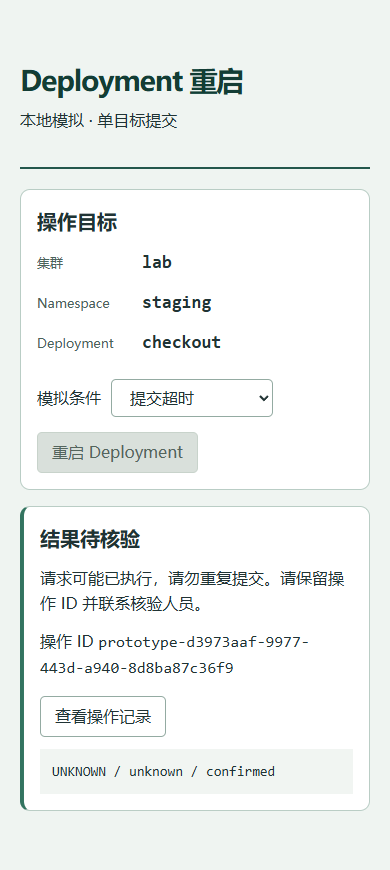 Deployment 重启
本地模拟 · 单目标提交
操作目标
集群 lab
Namespace staging
Deployment checkout
模拟条件 提交超时
重启 Deployment
结果待核验
请求可能已执行，请勿重复提交。请保留操
作 ID 并联系核验人员。
操作 ID prototype-d3973aaf-9977-
443d-a940-8d8ba87c36f9
查看操作记录
UNKNOWN / unknown / confirmed